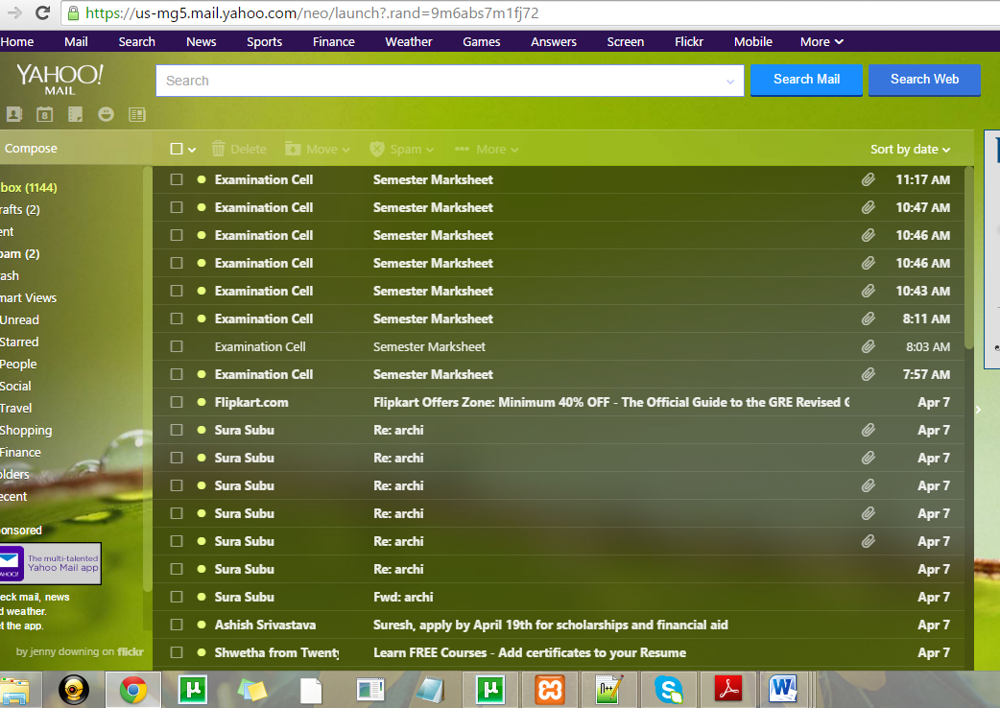 https://us-mg5.mail.yahoo.com/neo/launch?.rand=9m6abs7m1fj72
Home Mail Search News Sports Finance Weather Games Answers Screen Flickr Mobile More
YAHOO!
MAIL
Search Search Mail Search Web
8
Compose Delete Move Spam More Sort by date
box (1144)
rafts (2)
ent
pam (2)
ash
mart Views
Unread
Starred
People
Social
Travel
Shopping
Finance
olders
ecent
Examination Cell Semester Marksheet 11:17 AM
Examination Cell Semester Marksheet 10:47 AM
Examination Cell Semester Marksheet 10:46 AM
Examination Cell Semester Marksheet 10:46 AM
Examination Cell Semester Marksheet 10:43 AM
Examination Cell Semester Marksheet 8:11 AM
Examination Cell Semester Marksheet 8:03 AM
Examination Cell Semester Marksheet 7:57 AM
Flipkart.com Flipkart Offers Zone: Minimum 40% OFF - The Official Guide to the GRE Revised G Apr 7
Sura Subu Re: archi Apr 7
Sura Subu Re: archi Apr 7
Sura Subu Re: archi Apr 7
Sura Subu Re: archi Apr 7
Sura Subu Re: archi Apr 7
Sura Subu Re: archi Apr 7
Sura Subu Fwd: archi Apr 7
Ashish Srivastava Suresh, apply by April 19th for scholarships and financial aid Apr 7
Shwetha from Twenty Learn FREE Courses - Add certificates to your Resume Apr 7
onsored
YAHOO!
The multi-talented
Yahoo Mail app
eck mail, news
d weather.
et the app.
by jenny downing on flickr